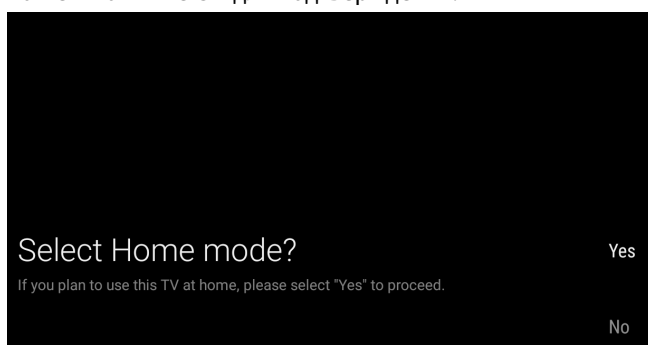 Select Home mode?
Yes
If you plan to use this TV at home, please select "Yes" to proceed.
No